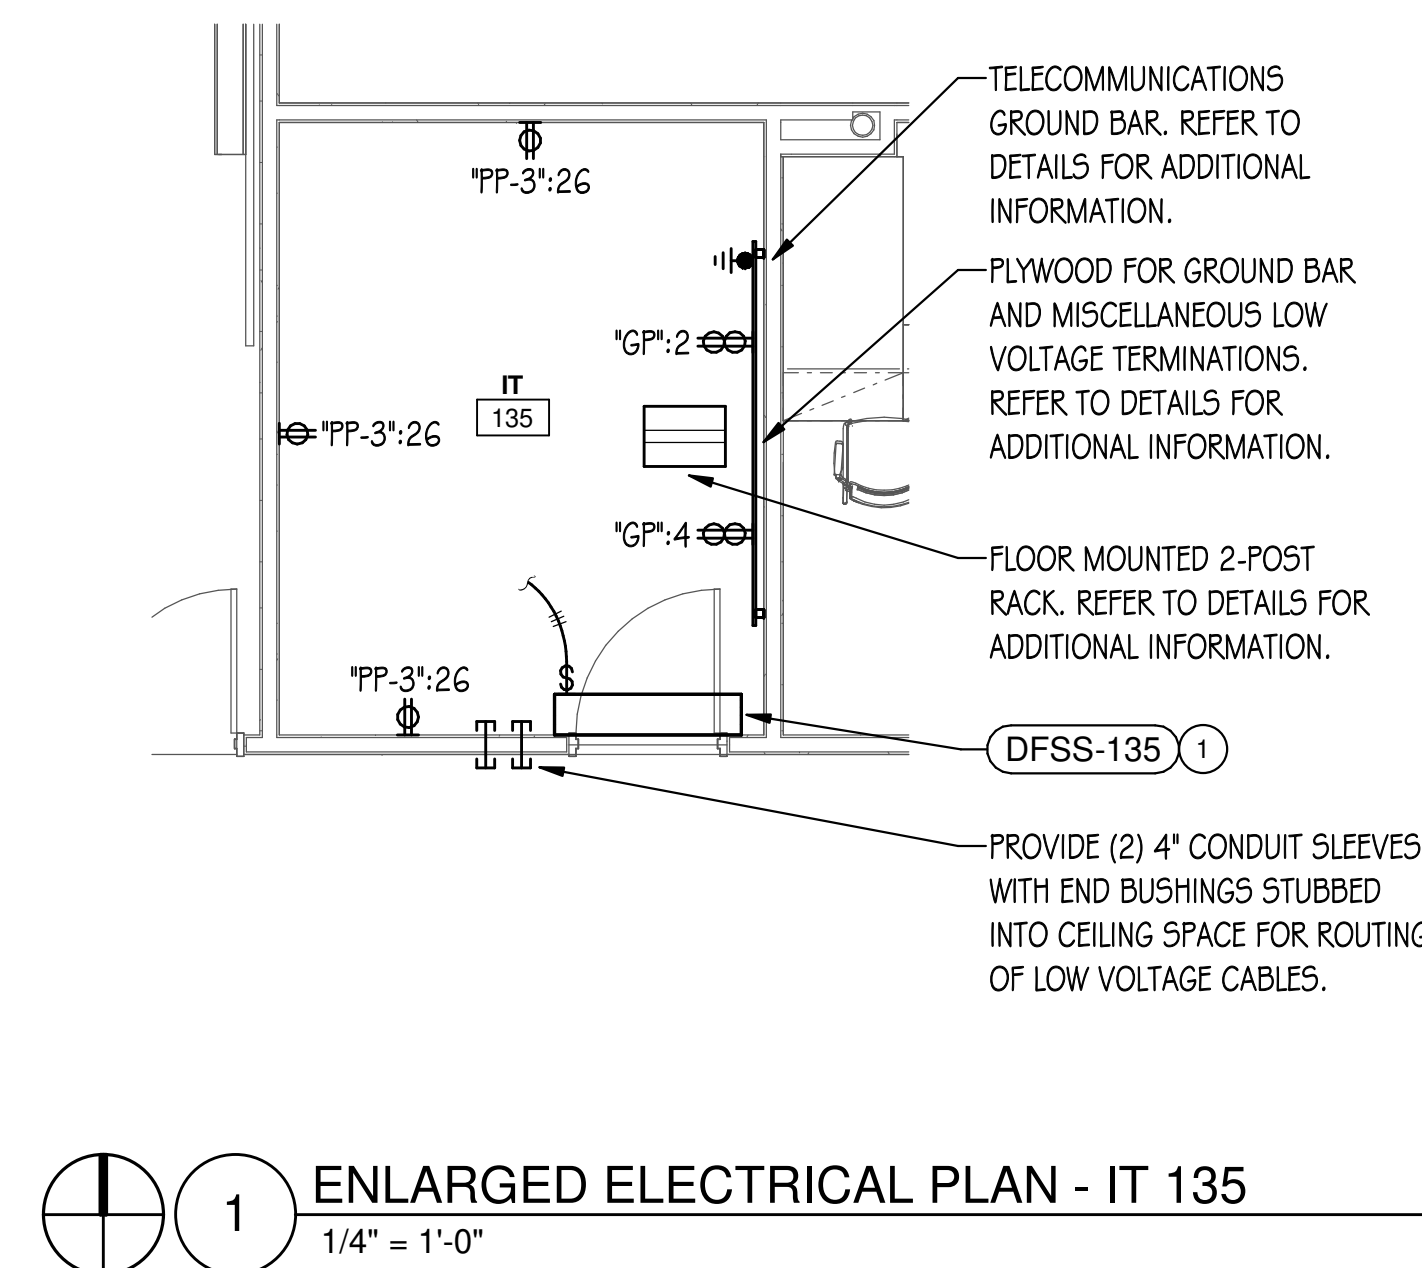 TELECOMMUNICATIONS
GROUND BAR. REFER TO
DETAILS FOR ADDITIONAL
INFORMATION.
"PP-3":26
PLYWOOD FOR GROUND BAR
AND MISCELLANEOUS LOW
VOLTAGE TERMINATIONS.
REFER TO DETAILS FOR
ADDITIONAL INFORMATION.
"GP":2
IT
135
"PP-3":26
"GP":4
FLOOR MOUNTED 2-POST
RACK. REFER TO DETAILS FOR
ADDITIONAL INFORMATION.
"PP-3":26
S
DFSS-135 1
PROVIDE (2) 4" CONDUIT SLEEVES
WITH END BUSHINGS STUBBED
INTO CEILING SPACE FOR ROUTING
OF LOW VOLTAGE CABLES.
1
ENLARGED ELECTRICAL PLAN - IT 135
1/4" = 1'-0"